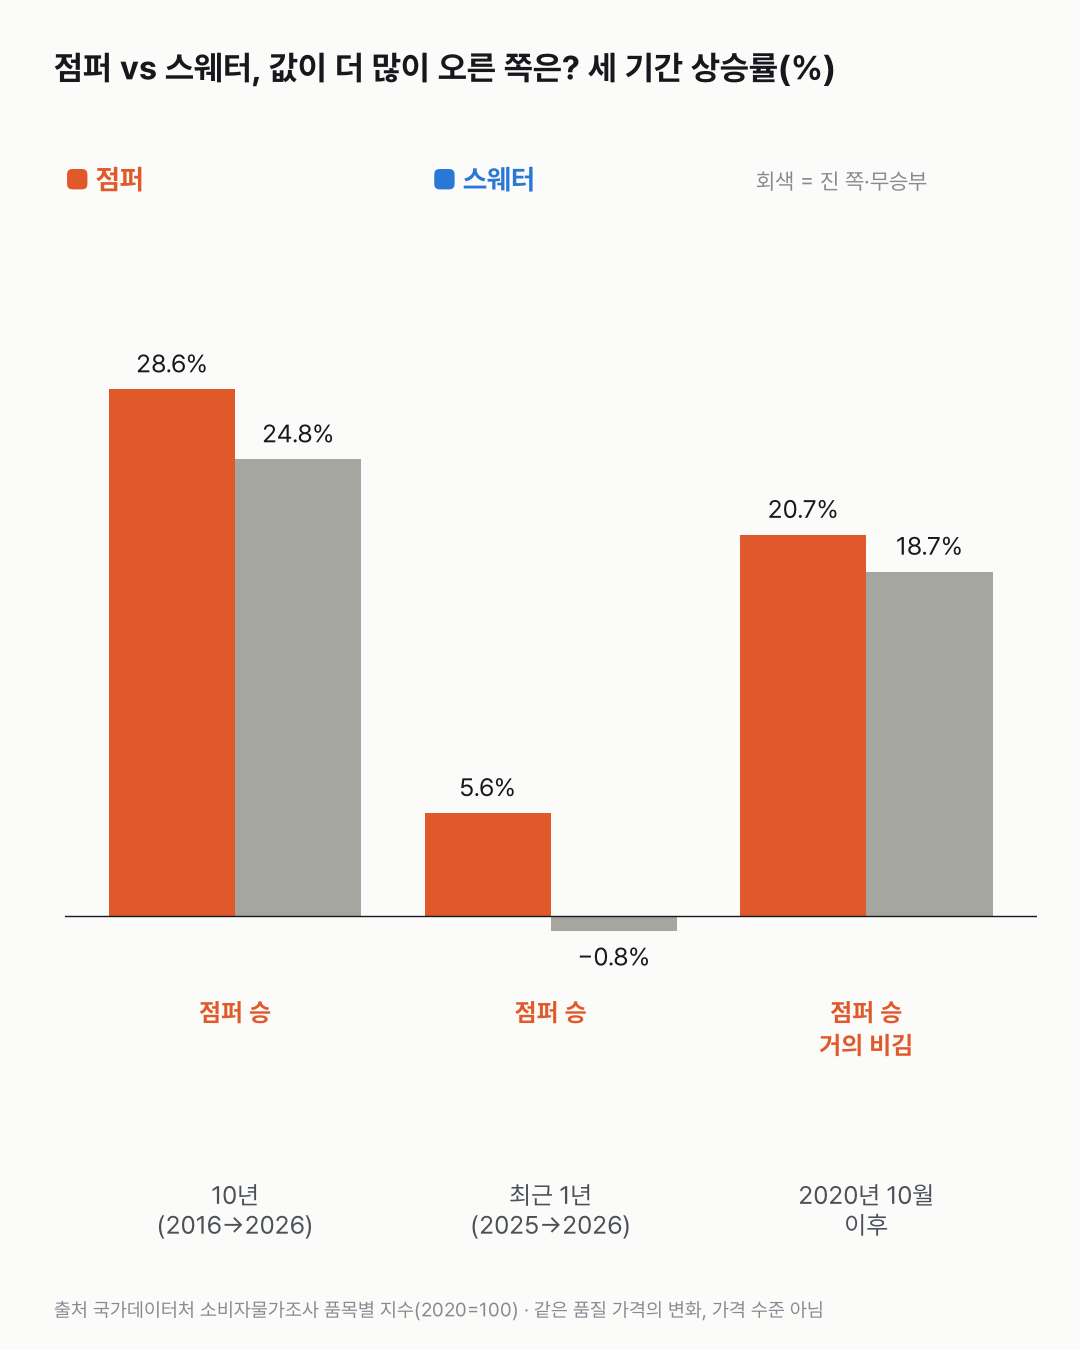 점퍼 vs 스웨터, 값이 더 많이 오른 쪽은? 세 기간 상승률(%)
점퍼
스웨터
회색 = 진 쪽·무승부
28.6%
24.8%
5.6%
−0.8%
20.7%
18.7%
점퍼 승
점퍼 승
점퍼 승
거의 비김
10년
(2016→2026)
최근 1년
(2025→2026)
2020년 10월
이후
출처 국가데이터처 소비자물가조사 품목별 지수(2020=100) · 같은 품질 가격의 변화, 가격 수준 아님